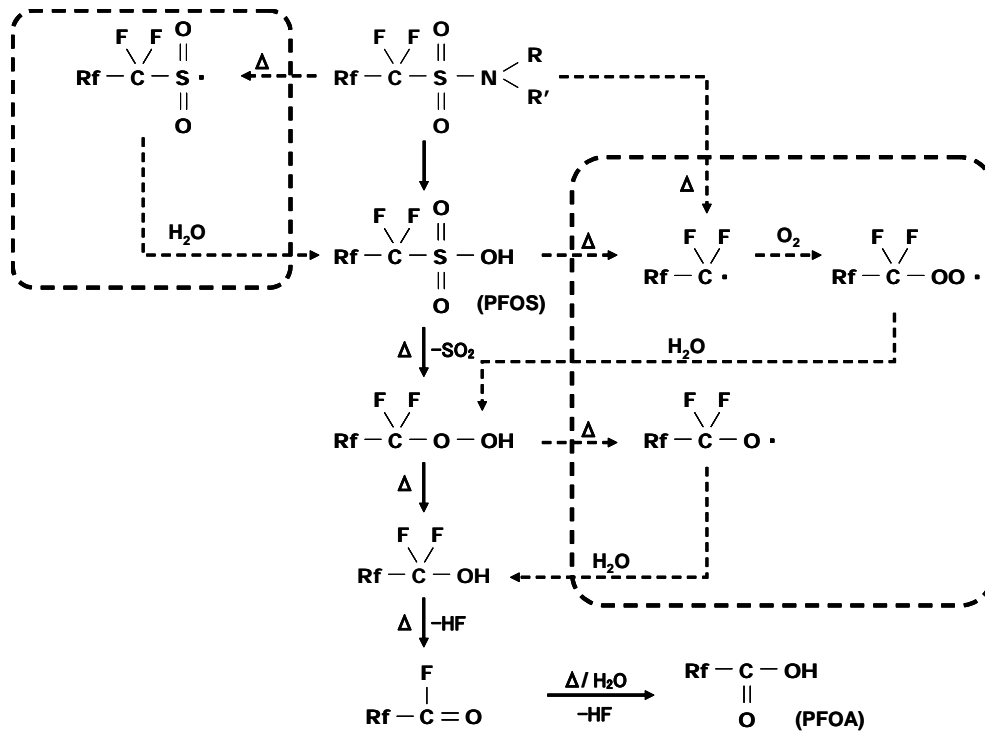 O O
F F F F R
Rf C S · Δ Rf C S N
O O R'
Δ
H2O
O
F F F F O2 F F
Rf C S OH Δ Rf C · Rf C OO ·
O (PFOS)
Δ –SO2 H2O
F F F F
Rf C O OH Δ Rf C O ·
Δ
F F
Rf C OH H2O
Δ –HF
F Δ / H2O Rf C OH
Rf C = O –HF O (PFOA)